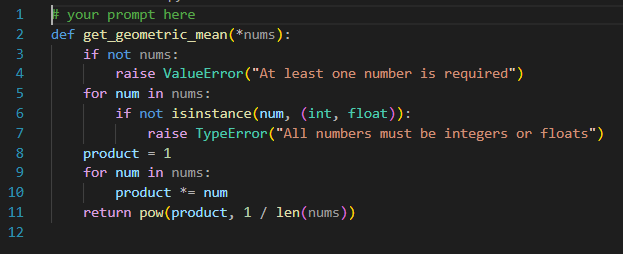 1 # your prompt here
2 def get_geometric_mean(*nums):
3     if not nums:
4         raise ValueError("At least one number is required")
5     for num in nums:
6         if not isinstance(num, (int, float)):
7             raise TypeError("All numbers must be integers or floats")
8     product = 1
9     for num in nums:
10         product *= num
11     return pow(product, 1 / len(nums))
12